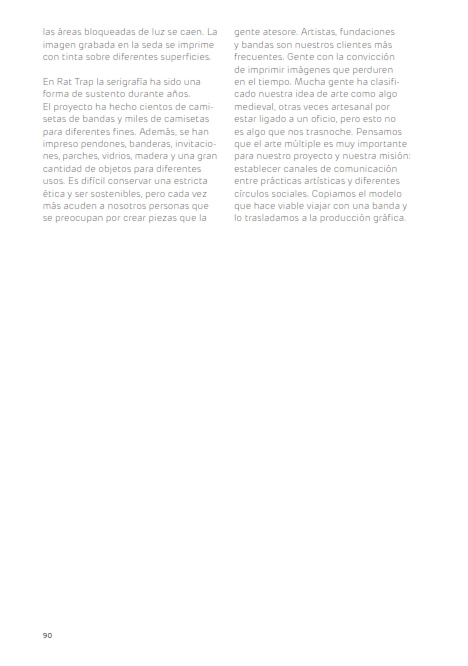 las áreas bloqueadas de luz se caen. La
imagen grabada en la seda se imprime
con tinta sobre diferentes superficies.
En Rat Trap la serigrafía ha sido una
forma de sustento durante años.
El proyecto ha hecho cientos de cami-
setas de bandas y miles de camisetas
para diferentes fines. Además, se han
impreso pendones, banderas, invitacio-
nes, parches, vidrios, madera y una gran
cantidad de objetos para diferentes
usos. Es difícil conservar una estricta
ética y ser sostenibles, pero cada vez
más acuden a nosotros personas que
se preocupan por crear piezas que la
gente atesore. Artistas, fundaciones
y bandas son nuestros clientes más
frecuentes. Gente con la convicción
de imprimir imágenes que perduren
en el tiempo. Mucha gente ha clasifi-
cado nuestra idea de arte como algo
medieval, otras veces artesanal por
estar ligado a un oficio, pero esto no
es algo que nos trasnoche. Pensamos
que el arte múltiple es muy importante
para nuestro proyecto y nuestra misión:
establecer canales de comunicación
entre prácticas artísticas y diferentes
círculos sociales. Copiamos el modelo
que hace viable viajar con una banda y
lo trasladamos a la producción gráfica.
90